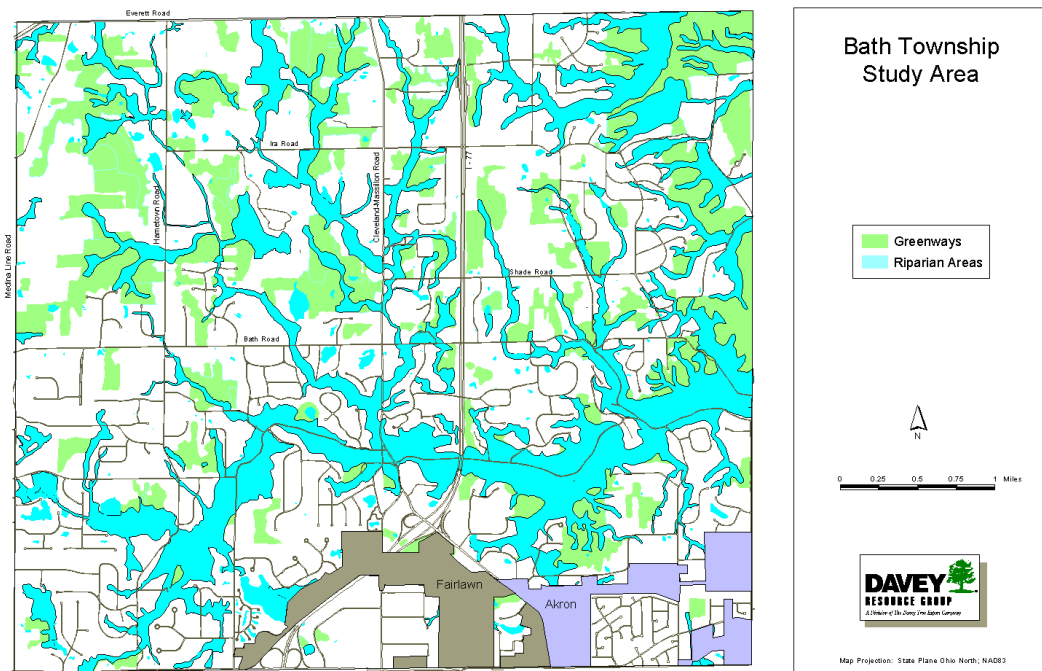 Everett Road
Bath Township
Study Area
Ira Road
I - 77
Cleveland-Massillon Road
Hametown Road
Medina Line Road
Greenways
Riparian Areas
Shade Road
Bath Road
N
0 0.25 0.5 0.75 1 Miles
Fairlawn
Akron
DAVEY
RESOURCE GROUP
A Division of The Davey Tree Expert Company
Map Projection: State Plane Ohio North; NAD83